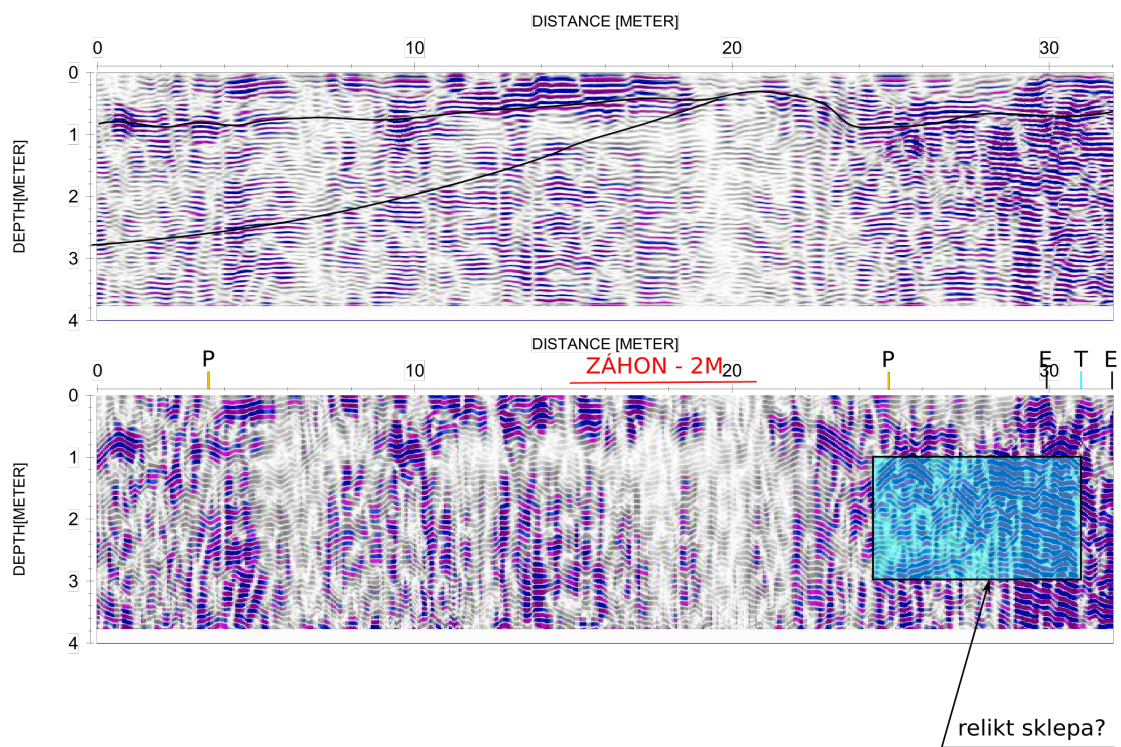 DISTANCE [METER]
0 10 20 30
0
1
2
3
4
DEPTH[METER]
DISTANCE [METER]
P ZÁHON - 2M P E T E
0 10 20 30
0
1
2
3
4
DEPTH[METER]
relikt sklepa?